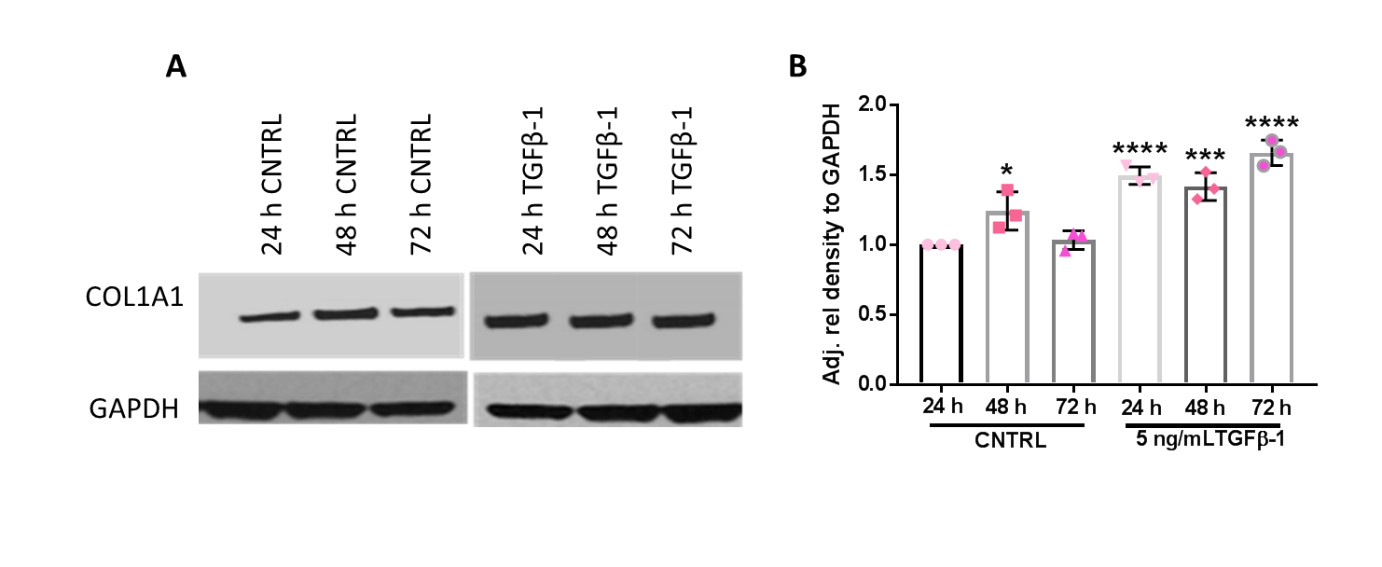 A
24 h CNTRL
48 h CNTRL
72 h CNTRL
24 h TGFβ-1
48 h TGFβ-1
72 h TGFβ-1
COL1A1
GAPDH
B
Adj. rel density to GAPDH
2.0
1.5
1.0
0.5
0.0
*
****
***
****
24 h
48 h
72 h
24 h
48 h
72 h
CNTRL
5 ng/mLTGFβ-1